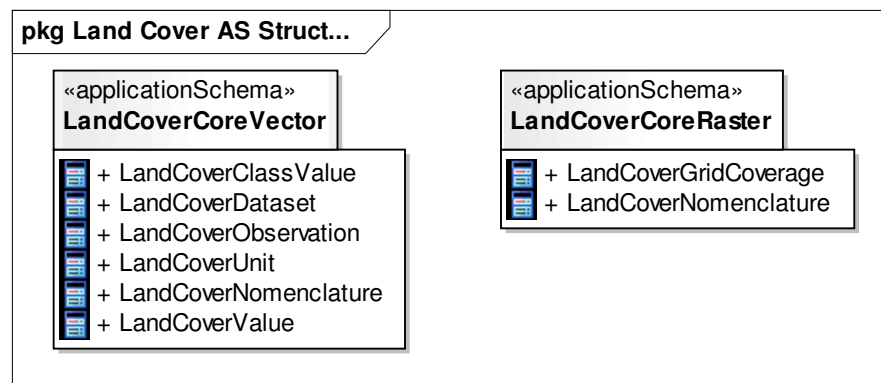 pkg Land Cover AS Struct...
«applicationSchema»
LandCoverCoreVector
+ LandCoverClassValue
+ LandCoverDataset
+ LandCoverObservation
+ LandCoverUnit
+ LandCoverNomenclature
+ LandCoverValue
«applicationSchema»
LandCoverCoreRaster
+ LandCoverGridCoverage
+ LandCoverNomenclature